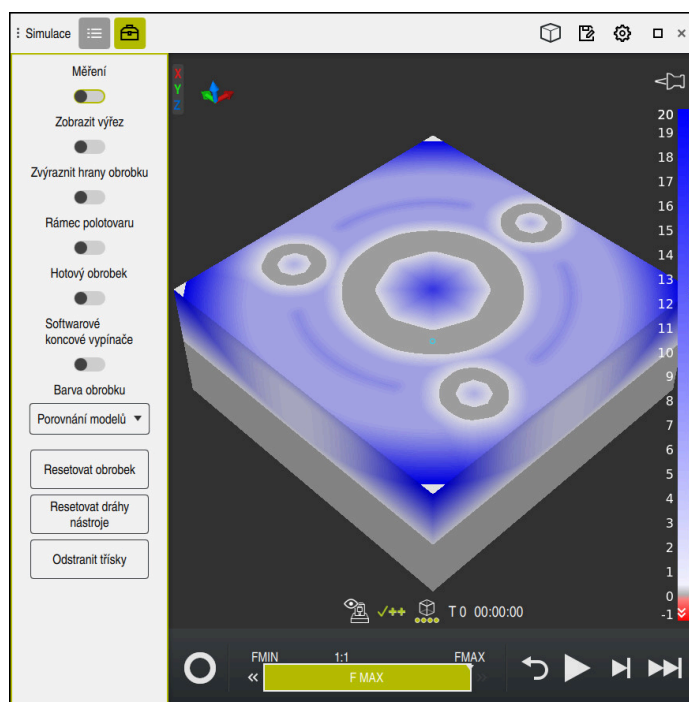 Simulace
Měření
Zobrazit výřez
Zvýraznit hrany obrobku
Rámec polotovaru
Hotový obrobek
Softwarové
koncové vypínače
Barva obrobku
Porovnání modelů
Resetovat obrobek
Resetovat dráhy
nástroje
Odstranit třísky
X
Y
Z
20
19
18
17
16
15
14
13
12
11
10
9
8
7
6
5
4
3
2
1
0
-1
T 0 00:00:00
FMIN 1:1 FMAX
F MAX